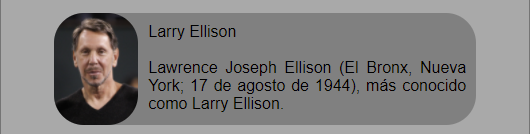 Larry Ellison
Lawrence Joseph Ellison (El Bronx, Nueva
York; 17 de agosto de 1944), más conocido
como Larry Ellison.